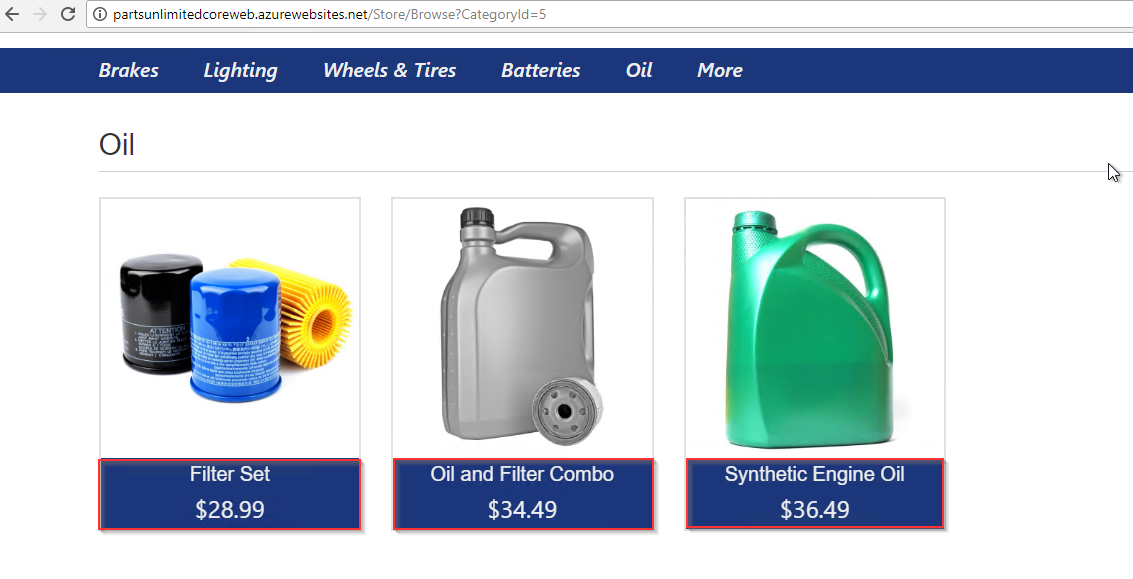 partsunlimitedcoreweb.azurewebsites.net/Store/Browse?CategoryId=5
Brakes Lighting Wheels & Tires Batteries Oil More
Oil
ATTENTION
Filter Set
$28.99
Oil and Filter Combo
$34.49
Synthetic Engine Oil
$36.49